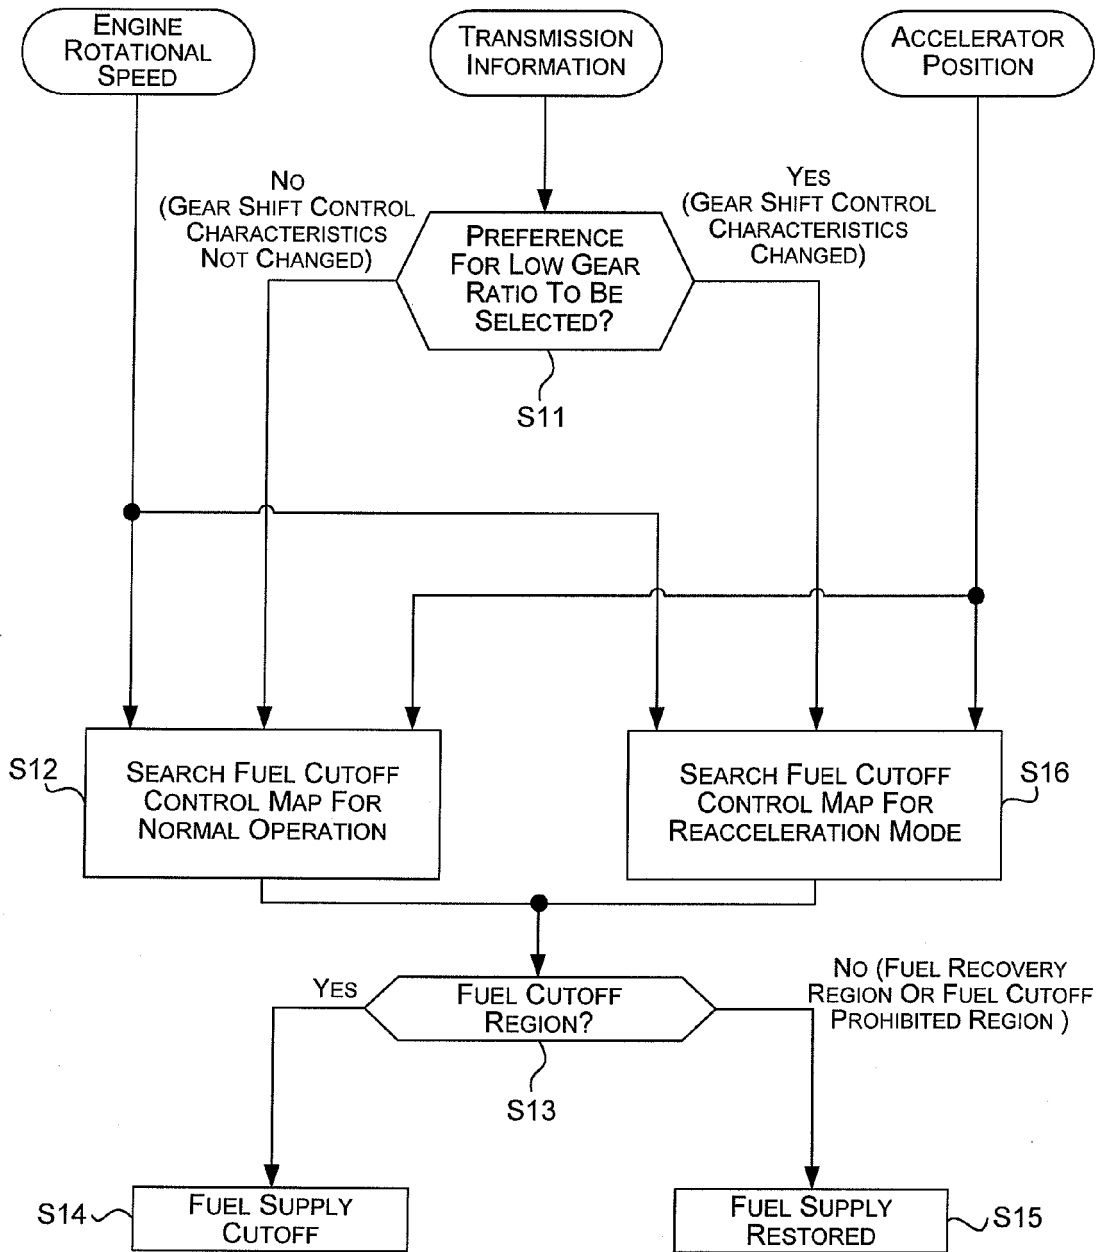 ENGINE
ROTATIONAL
SPEED
TRANSMISSION
INFORMATION
ACCELERATOR
POSITION
NO
(GEAR SHIFT CONTROL
CHARACTERISTICS
NOT CHANGED)
YES
(GEAR SHIFT CONTROL
CHARACTERISTICS
CHANGED)
PREFERENCE
FOR LOW GEAR
RATIO TO BE
SELECTED?
S11
S12
SEARCH FUEL CUTOFF
CONTROL MAP FOR
NORMAL OPERATION
SEARCH FUEL CUTOFF
CONTROL MAP FOR
REACCELERATION MODE
S16
YES
FUEL CUTOFF
REGION?
NO (FUEL RECOVERY
REGION OR FUEL CUTOFF
PROHIBITED REGION )
S13
S14
FUEL SUPPLY
CUTOFF
FUEL SUPPLY
RESTORED
S15